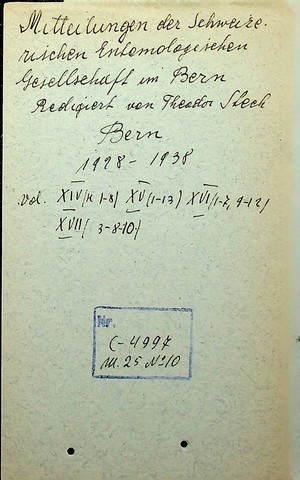 Mitteilungen der Schweize-
rischen Entomologischen
Gesellschaft in Bern
Redigiert von Theodor Steck
Bern
1928 - 1938
Vol. XIV (H. 1-8) XV (1-13) XVI (1-7, 9-12)
XVII ( 3-8-10)
Nr.
C-4997
M. 25 № 10